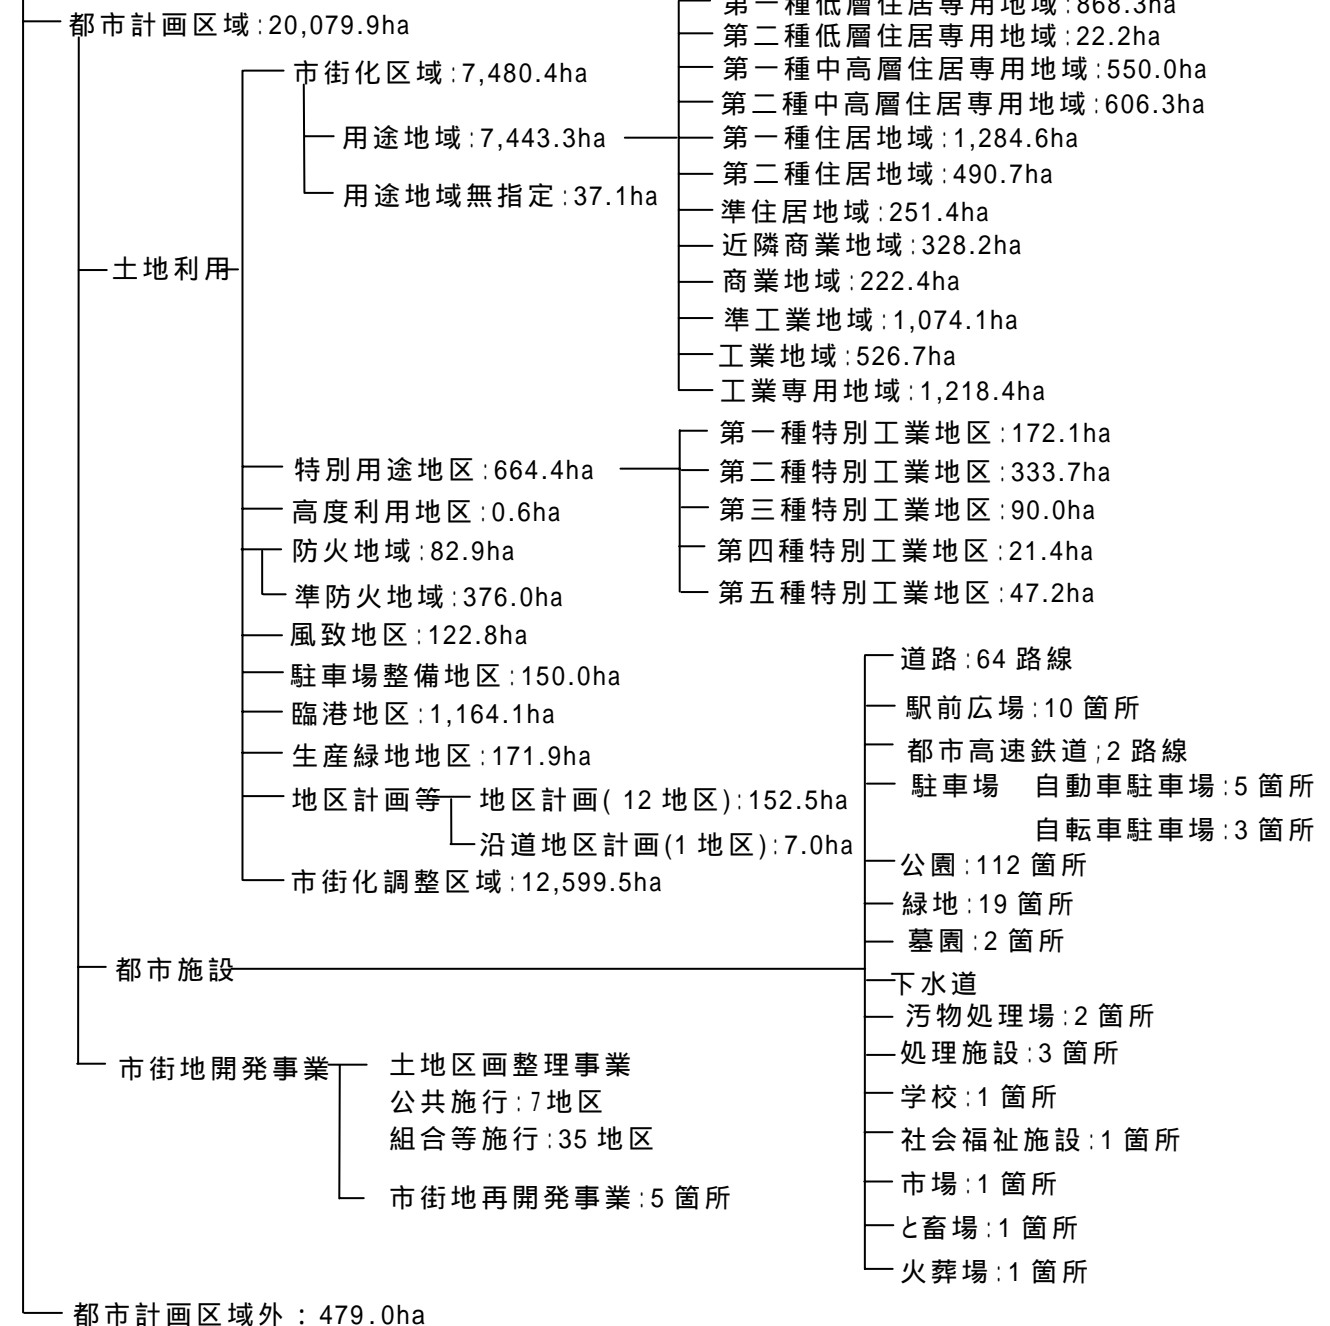 第一種低層住居専用地域:868.3ha
都市計画区域:20,079.9ha
第二種低層住居専用地域:22.2ha
市街化区域:7,480.4ha
第一種中高層住居専用地域:550.0ha
第二種中高層住居専用地域:606.3ha
用途地域:7,443.3ha
第一種住居地域:1,284.6ha
第二種住居地域:490.7ha
用途地域無指定:37.1ha
準住居地域:251.4ha
近隣商業地域:328.2ha
土地利用
商業地域:222.4ha
準工業地域:1,074.1ha
工業地域:526.7ha
工業専用地域:1,218.4ha
特別用途地区:664.4ha
第一種特別工業地区:172.1ha
第二種特別工業地区:333.7ha
第三種特別工業地区:90.0ha
第四種特別工業地区:21.4ha
第五種特別工業地区:47.2ha
高度利用地区:0.6ha
防火地域:82.9ha
準防火地域:376.0ha
風致地区:122.8ha
駐車場整備地区:150.0ha
臨港地区:1,164.1ha
生産緑地地区:171.9ha
地区計画等
地区計画( 12 地区):152.5ha
沿道地区計画(1 地区):7.0ha
市街化調整区域:12,599.5ha
都市施設
道路:64 路線
駅前広場:10 箇所
都市高速鉄道;2 路線
駐車場 自動車駐車場:5 箇所
自転車駐車場:3 箇所
公園:112 箇所
緑地:19 箇所
墓園:2 箇所
下水道
汚物処理場:2 箇所
処理施設:3 箇所
学校:1 箇所
社会福祉施設:1 箇所
市場:1 箇所
と畜場:1 箇所
火葬場:1 箇所
市街地開発事業
土地区画整理事業
公共施行:7地区
組合等施行:35 地区
市街地再開発事業:5 箇所
都市計画区域外：479.0ha